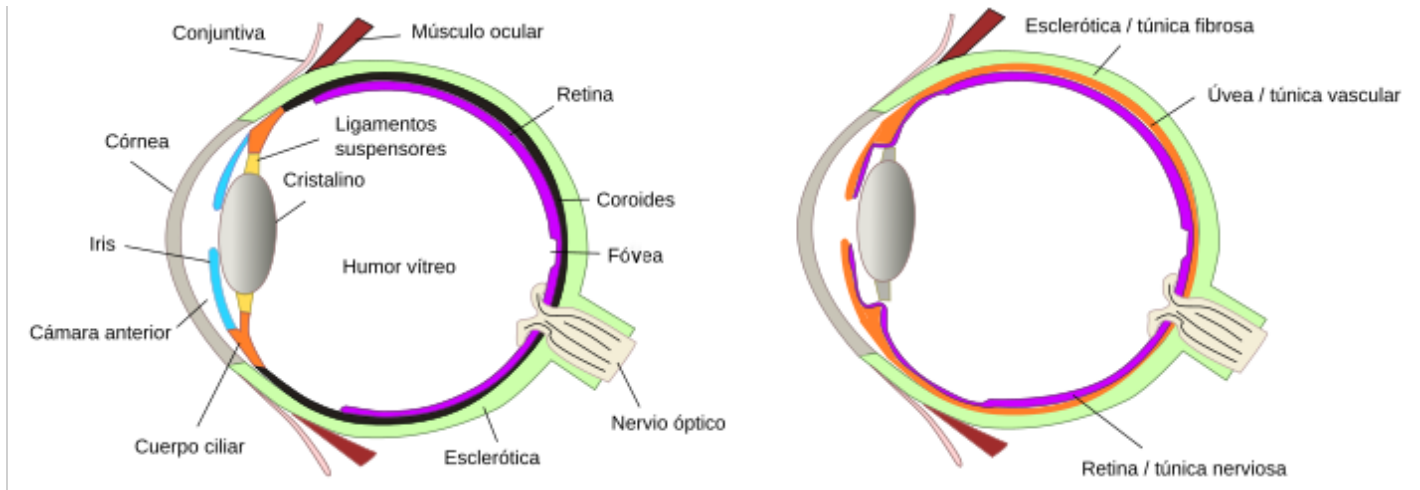 Conjuntiva
Músculo ocular
Retina
Ligamentos
suspensores
Córnea
Cristalino
Coroides
Iris
Fóvea
Humor vítreo
Cámara anterior
Nervio óptico
Cuerpo ciliar
Esclerótica
Esclerótica / túnica fibrosa
Úvea / túnica vascular
Retina / túnica nerviosa